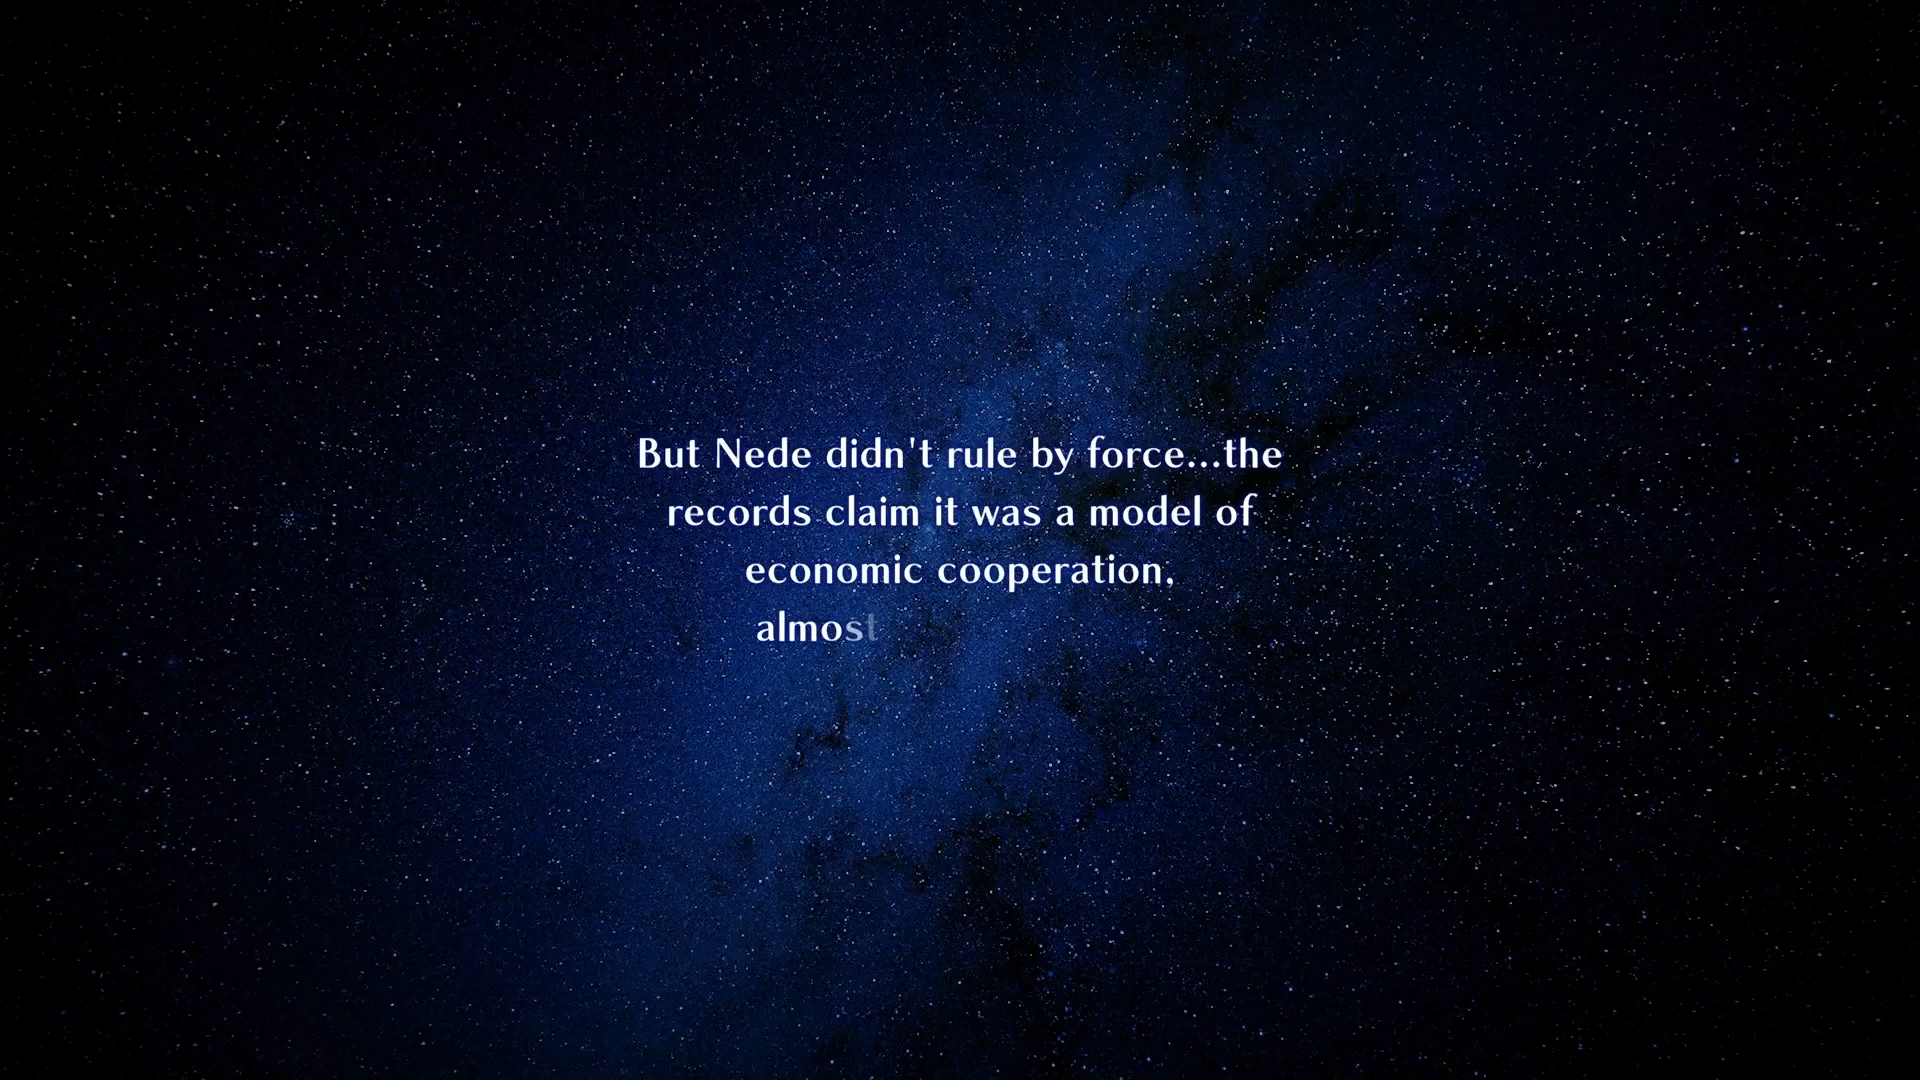 But Nede didn't rule by force...the
records claim it was a model of
economic cooperation,
almost